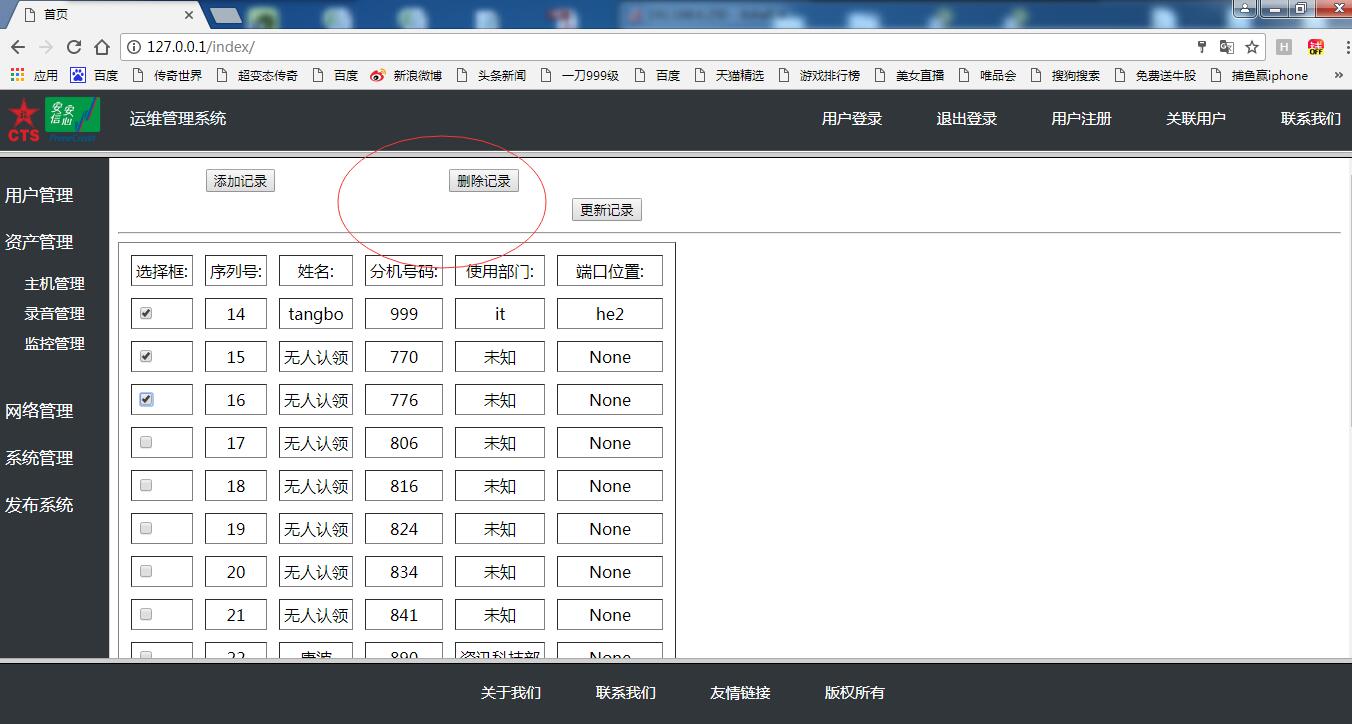 首页
127.0.0.1/index/
应用 百度 传奇世界 超变态传奇 百度 新浪微博 头条新闻 一刀999级 百度 天猫精选 游戏排行榜 美女直播 唯品会 搜狗搜索 免费送牛股 捕鱼赢iphone »
CTS 安安信心 PrimeCredit 运维管理系统 用户登录 退出登录 用户注册 关联用户 联系我们
用户管理
资产管理
主机管理
录音管理
监控管理
网络管理
系统管理
发布系统
添加记录 删除记录
更新记录
选择框: 序列号: 姓名: 分机号码: 使用部门: 端口位置:
14 tangbo 999 it he2
15 无人认领 770 未知 None
16 无人认领 776 未知 None
17 无人认领 806 未知 None
18 无人认领 816 未知 None
19 无人认领 824 未知 None
20 无人认领 834 未知 None
21 无人认领 841 未知 None
22 890 资讯科技部 None
关于我们 联系我们 友情链接 版权所有